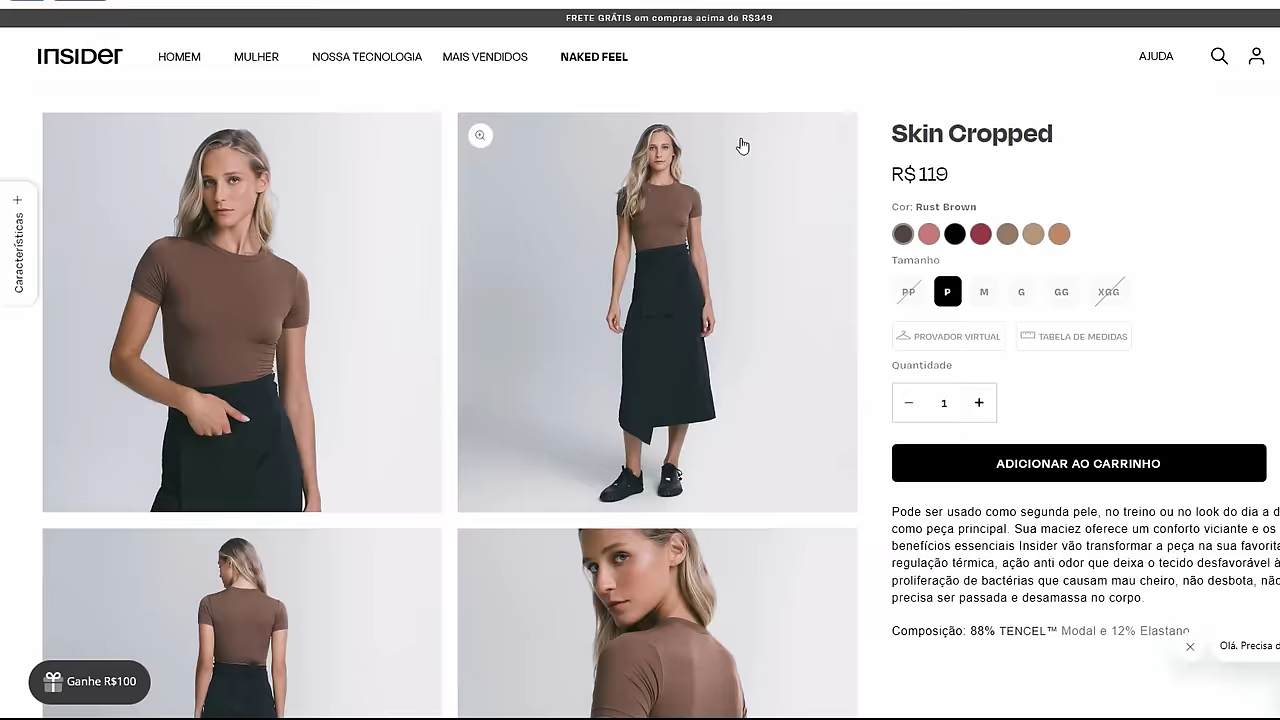 FRETE GRÁTIS em compras acima de R$349
INSIDER
HOMEM
MULHER
NOSSA TECNOLOGIA
MAIS VENDIDOS
NAKED FEEL
AJUDA
Características +
Skin Cropped
R$ 119
Cor: Rust Brown
Tamanho
PP P M G GG XGG
PROVADOR VIRTUAL
TABELA DE MEDIDAS
Quantidade
− 1 +
ADICIONAR AO CARRINHO
Pode ser usado como segunda pele, no treino ou no look do dia a d
como peça principal. Sua maciez oferece um conforto viciante e os
benefícios essenciais Insider vão transformar a peça na sua favorita
regulação térmica, ação anti odor que deixa o tecido desfavorável à
proliferação de bactérias que causam mau cheiro, não desbota, não
precisa ser passada e desamassa no corpo.
Composição: 88% TENCEL™ Modal e 12% Elastano
Olá. Precisa d
Ganhe R$100